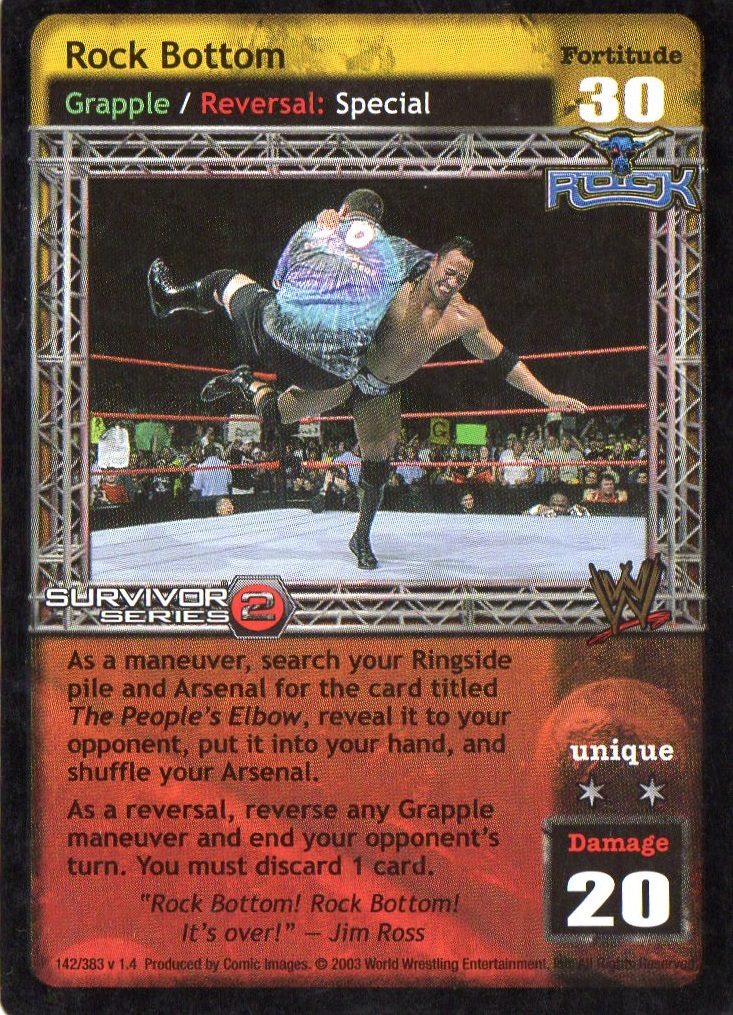 Rock Bottom
Fortitude
Grapple / Reversal: Special
30
ROCK
SURVIVOR
SERIES 2
W
As a maneuver, search your Ringside
pile and Arsenal for the card titled
The People's Elbow, reveal it to your
opponent, put it into your hand, and
shuffle your Arsenal.
unique
As a reversal, reverse any Grapple
maneuver and end your opponent's
turn. You must discard 1 card.
Damage
20
"Rock Bottom! Rock Bottom!
It's over!" – Jim Ross
142/383 v 1.4 Produced by Comic Images. © 2003 World Wrestling Entertainment, Inc. All Rights Reserved.